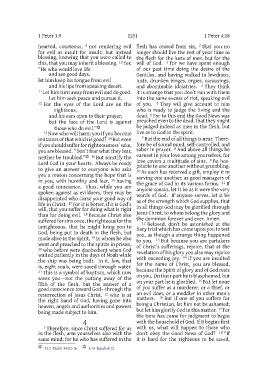 1 Peter 3.9 1251 1 Peter 4.18
hearted, courteous, ⁹ not rendering evil
for evil or insult for insult; but instead
blessing, knowing that you were called to
this, that you may inherit a blessing. ¹⁰ For,
"He who would love life
and see good days,
let him keep his tongue from evil
and his lips from speaking deceit.
¹¹ Let him turn away from evil and do good.
Let him seek peace and pursue it.
¹² For the eyes of the Lord are on the
righteous,
and his ears open to their prayer;
but the face of the Lord is against
those who do evil."
¹³ Now who will harm you if you become
imitators of that which is good? ¹⁴ But even
if you should suffer for righteousness' sake,
you are blessed. "Don't fear what they fear,
neither be troubled." ¹⁵ But sanctify the
Lord God in your hearts. Always be ready
to give an answer to everyone who asks
you a reason concerning the hope that is
in you, with humility and fear, ¹⁶ having
a good conscience. Thus, while you are
spoken against as evildoers, they may be
disappointed who curse your good way of
life in Christ. ¹⁷ For it is better, if it is God's
will, that you suffer for doing what is right
than for doing evil. ¹⁸ Because Christ also
suffered for sins once, the righteous for the
unrighteous, that he might bring you to
God, being put to death in the flesh, but
made alive in the Spirit, ¹⁹ in whom he also
went and preached to the spirits in prison,
²⁰ who before were disobedient when God
waited patiently in the days of Noah while
the ship was being built. In it, few, that
is, eight souls, were saved through water.
²¹ This is a symbol of baptism, which now
saves you—not the putting away of the
filth of the flesh, but the answer of a
good conscience toward God—through the
resurrection of Jesus Christ, ²² who is at
the right hand of God, having gone into
heaven, angels and authorities and powers
being made subject to him.
4
¹ Therefore, since Christ suffered for us
in the flesh, arm yourselves also with the
same mind; for he who has suffered in the
flesh has ceased from sin, ² that you no
longer should live the rest of your time in
the flesh for the lusts of men, but for the
will of God. ³ For we have spent enough
of our past time doing the desire of the
Gentiles, and having walked in lewdness,
lusts, drunken binges, orgies, carousings,
and abominable idolatries. ⁴ They think
it is strange that you don't run with them
into the same excess of riot, speaking evil
of you. ⁵ They will give account to him
who is ready to judge the living and the
dead. ⁶ For to this end the Good News was
preached even to the dead, that they might
be judged indeed as men in the flesh, but
live as to God in the spirit.
⁷ But the end of all things is near. There-
fore be of sound mind, self-controlled, and
sober in prayer. ⁸ And above all things be
earnest in your love among yourselves, for
love covers a multitude of sins. ⁹ Be hos-
pitable to one another without grumbling.
¹⁰ As each has received a gift, employ it in
serving one another, as good managers of
the grace of God in its various forms. ¹¹ If
anyone speaks, let it be as it were the very
words of God. If anyone serves, let it be
as of the strength which God supplies, that
in all things God may be glorified through
Jesus Christ, to whom belong the glory and
the dominion forever and ever. Amen.
¹² Beloved, don't be astonished at the
fiery trial which has come upon you to test
you, as though a strange thing happened
to you. ¹³ But because you are partakers
of Christ's sufferings, rejoice, that at the
revelation of his glory you also may rejoice
with exceeding joy. ¹⁴ If you are insulted
for the name of Christ, you are blessed,
because the Spirit of glory and of God rests
on you. On their part he is blasphemed, but
on your part he is glorified. ¹⁵ But let none
of you suffer as a murderer, or a thief, or
an evil doer, or a meddler in other men's
matters. ¹⁶ But if one of you suffers for
being a Christian, let him not be ashamed;
but let him glorify God in this matter. ¹⁷ For
the time has come for judgment to begin
with the household of God. If it begins first
with us, what will happen to those who
don't obey the Good News of God? ¹⁸ "If
it is hard for the righteous to be saved,